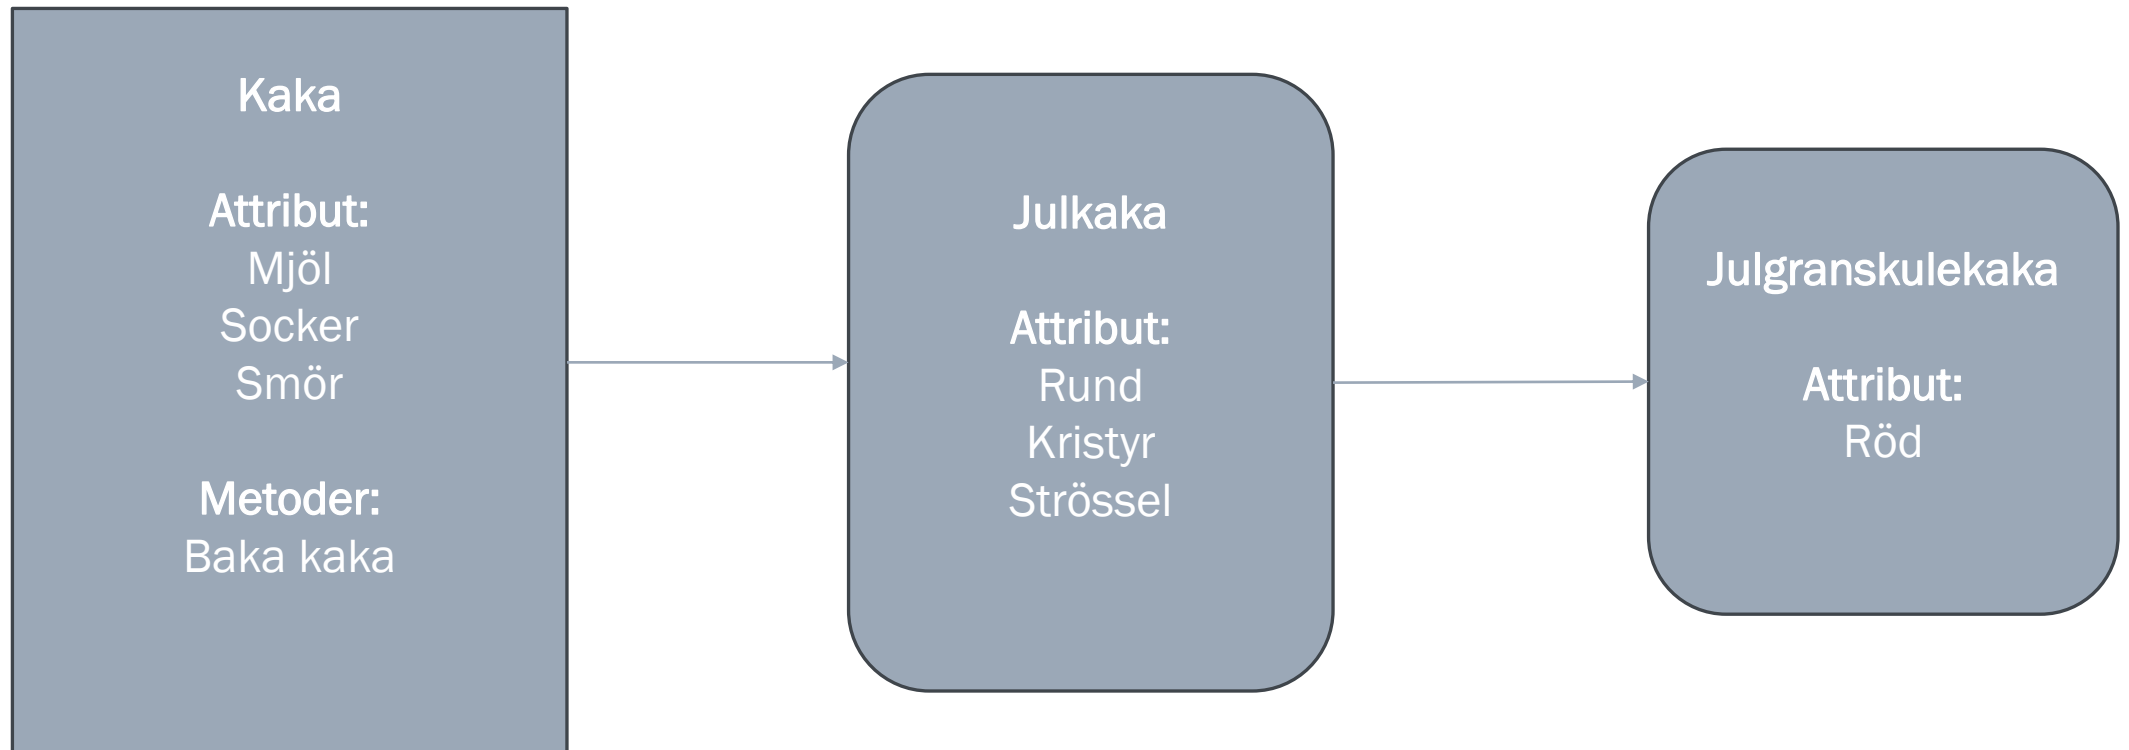 Kaka
Attribut:
Mjöl
Socker
Smör
Metoder:
Baka kaka
Julkaka
Attribut:
Rund
Kristyr
Strössel
Julgranskulekaka
Attribut:
Röd